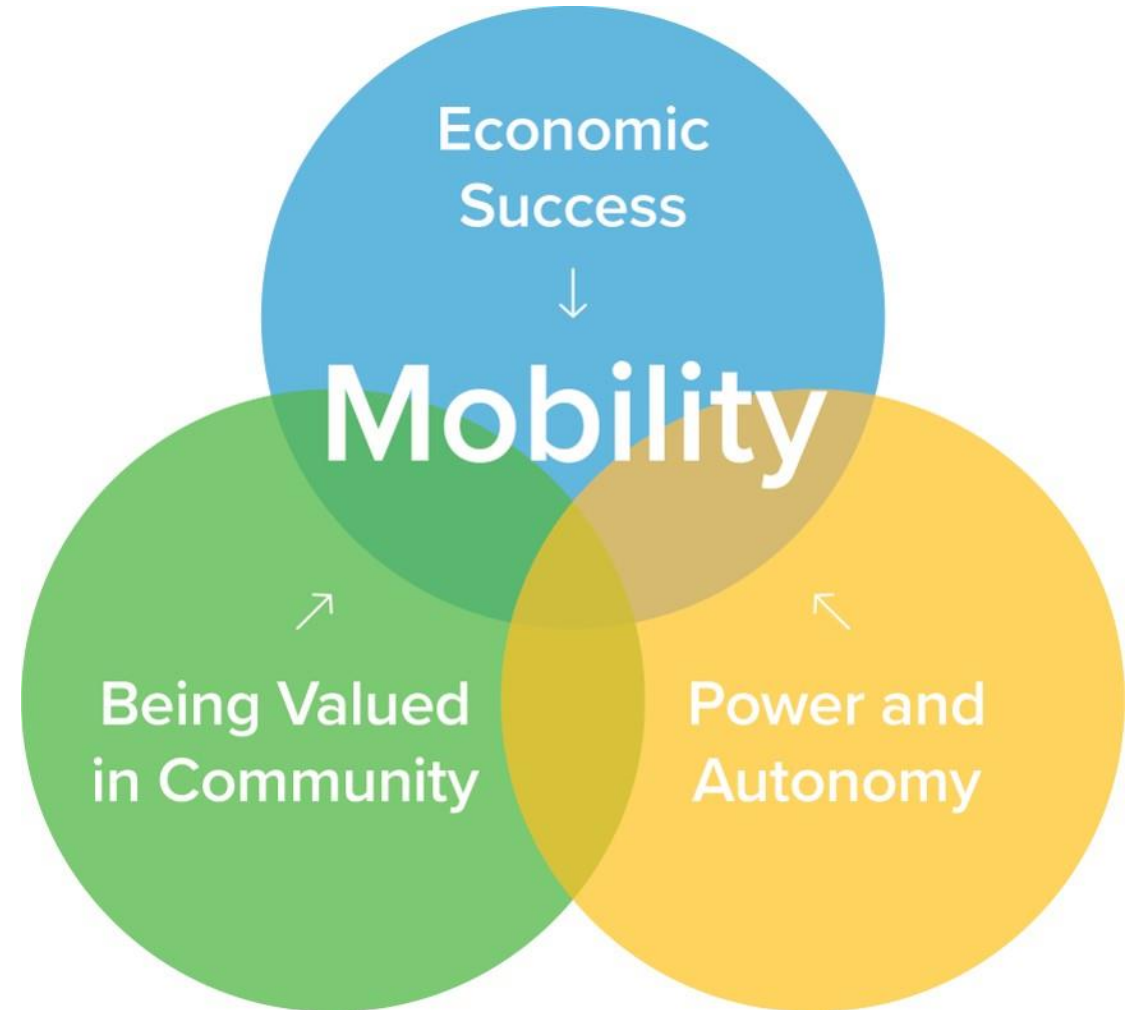 Economic
Success
Mobility
Being Valued
in Community
Power and
Autonomy